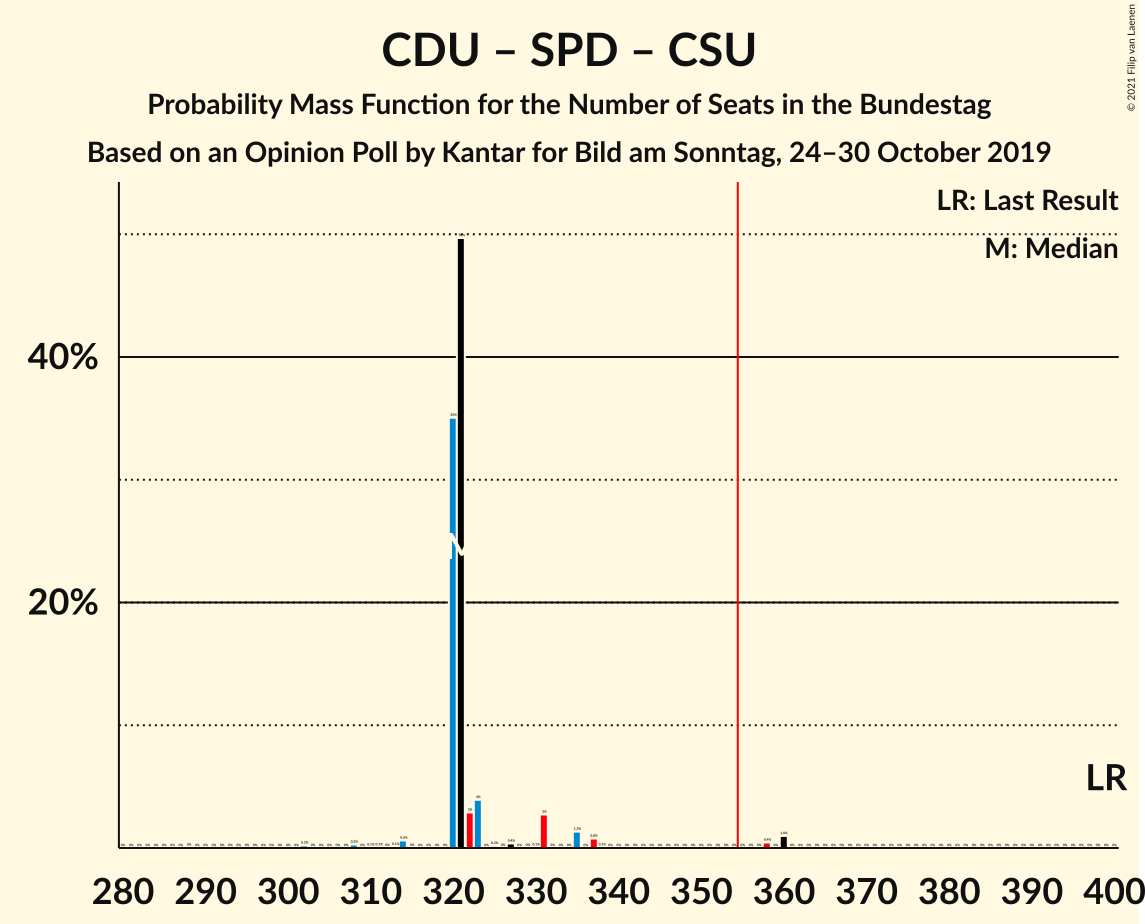 CDU – SPD – CSU
Probability Mass Function for the Number of Seats in the Bundestag
Based on an Opinion Poll by Kantar for Bild am Sonntag, 24–30 October 2019
© 2021 Filip van Laenen
LR: Last Result
M: Median
40%
20%
M
LR
280 290 300 310 320 330 340 350 360 370 380 390 400